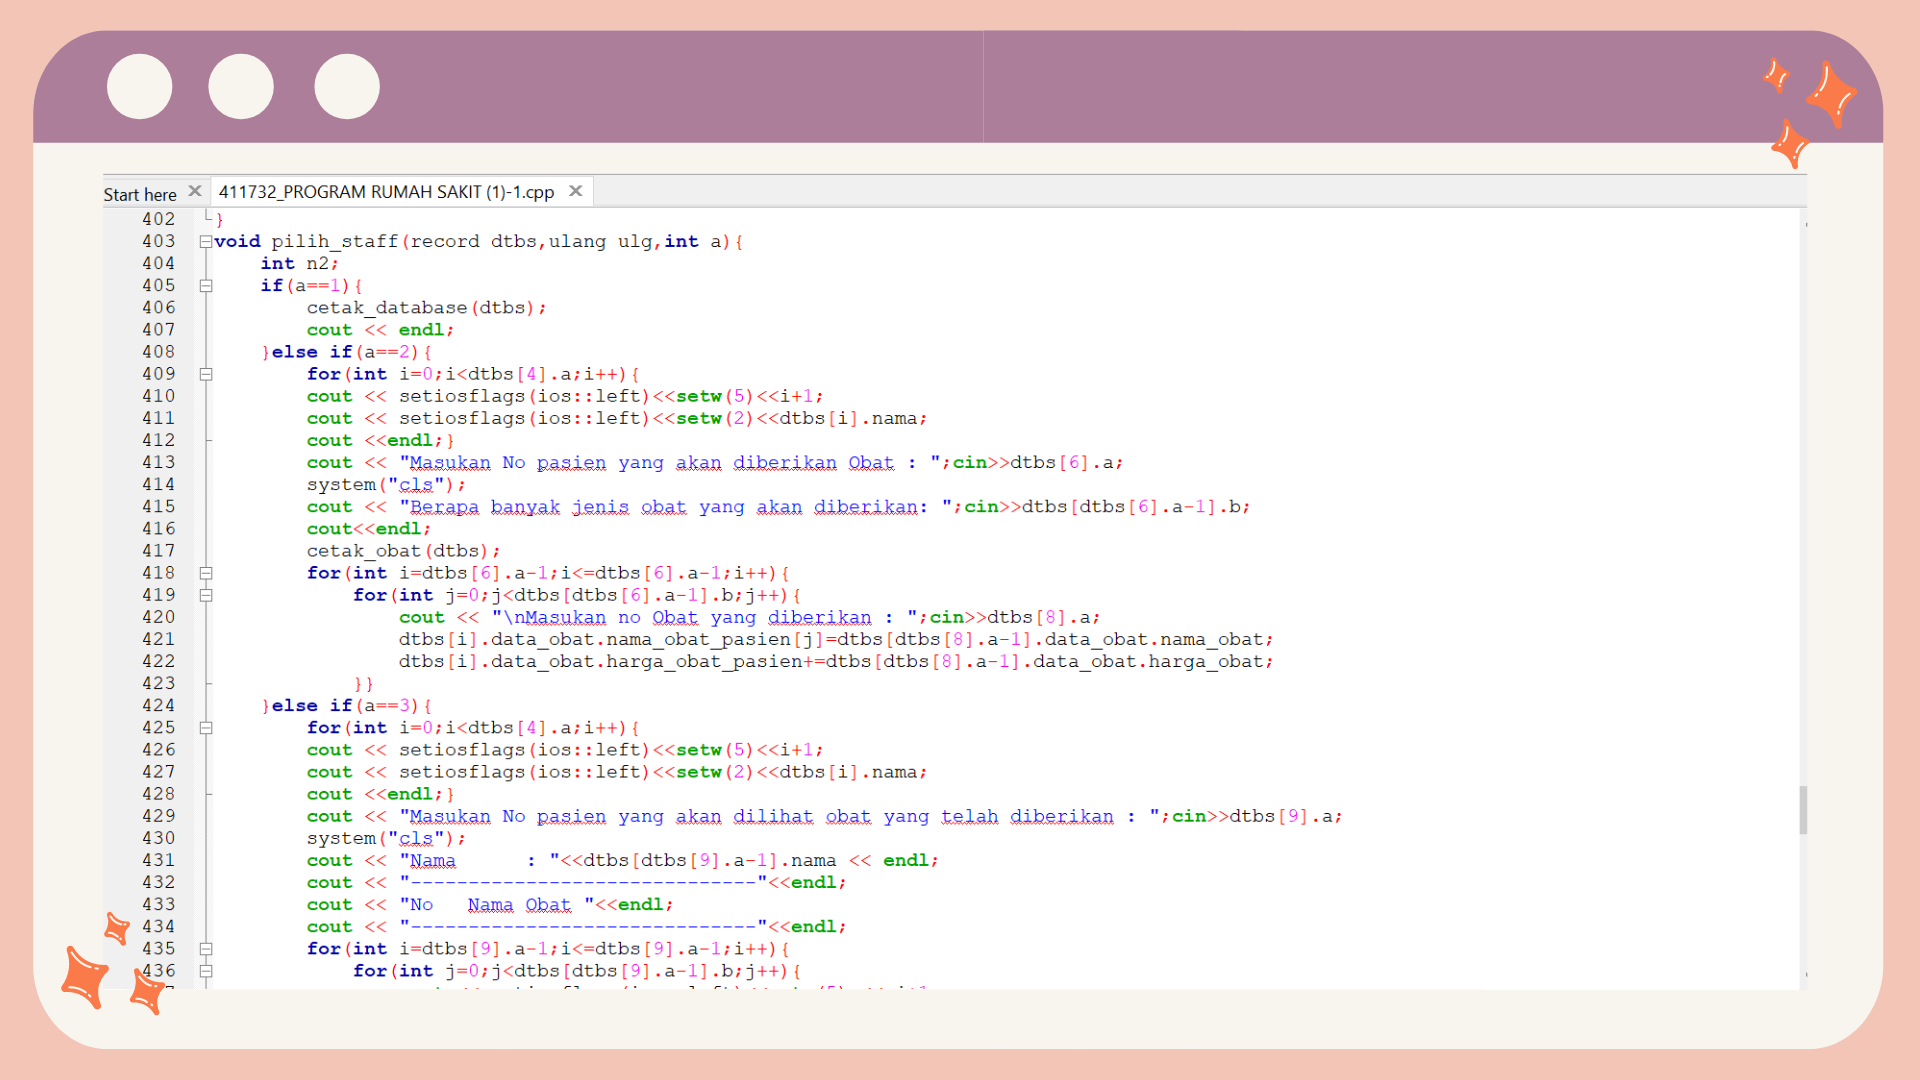 Start here 411732_PROGRAM RUMAH SAKIT (1)-1.cpp
402 }
403 void pilih_staff(record dtbs,ulang ulg,int a){
404     int n2;
405     if(a==1){
406         cetak_database(dtbs);
407         cout << endl;
408     }else if(a==2){
409         for(int i=0;i<dtbs[4].a;i++){
410         cout << setiosflags(ios::left)<<setw(5)<<i+1;
411         cout << setiosflags(ios::left)<<setw(2)<<dtbs[i].nama;
412         cout <<endl;}
413         cout << "Masukan No pasien yang akan diberikan Obat : ";cin>>dtbs[6].a;
414         system("cls");
415         cout << "Berapa banyak jenis obat yang akan diberikan: ";cin>>dtbs[dtbs[6].a-1].b;
416         cout<<endl;
417         cetak_obat(dtbs);
418         for(int i=dtbs[6].a-1;i<=dtbs[6].a-1;i++){
419             for(int j=0;j<dtbs[dtbs[6].a-1].b;j++){
420                 cout << "\nMasukan no Obat yang diberikan : ";cin>>dtbs[8].a;
421                 dtbs[i].data_obat.nama_obat_pasien[j]=dtbs[dtbs[8].a-1].data_obat.nama_obat;
422                 dtbs[i].data_obat.harga_obat_pasien+=dtbs[dtbs[8].a-1].data_obat.harga_obat;
423             }}
424     }else if(a==3){
425         for(int i=0;i<dtbs[4].a;i++){
426         cout << setiosflags(ios::left)<<setw(5)<<i+1;
427         cout << setiosflags(ios::left)<<setw(2)<<dtbs[i].nama;
428         cout <<endl;}
429         cout << "Masukan No pasien yang akan dilihat obat yang telah diberikan : ";cin>>dtbs[9].a;
430         system("cls");
431         cout << "Nama      : "<<dtbs[dtbs[9].a-1].nama << endl;
432         cout << "------------------------------"<<endl;
433         cout << "No   Nama Obat "<<endl;
434         cout << "------------------------------"<<endl;
435         for(int i=dtbs[9].a-1;i<=dtbs[9].a-1;i++){
436             for(int j=0;j<dtbs[dtbs[9].a-1].b;j++){